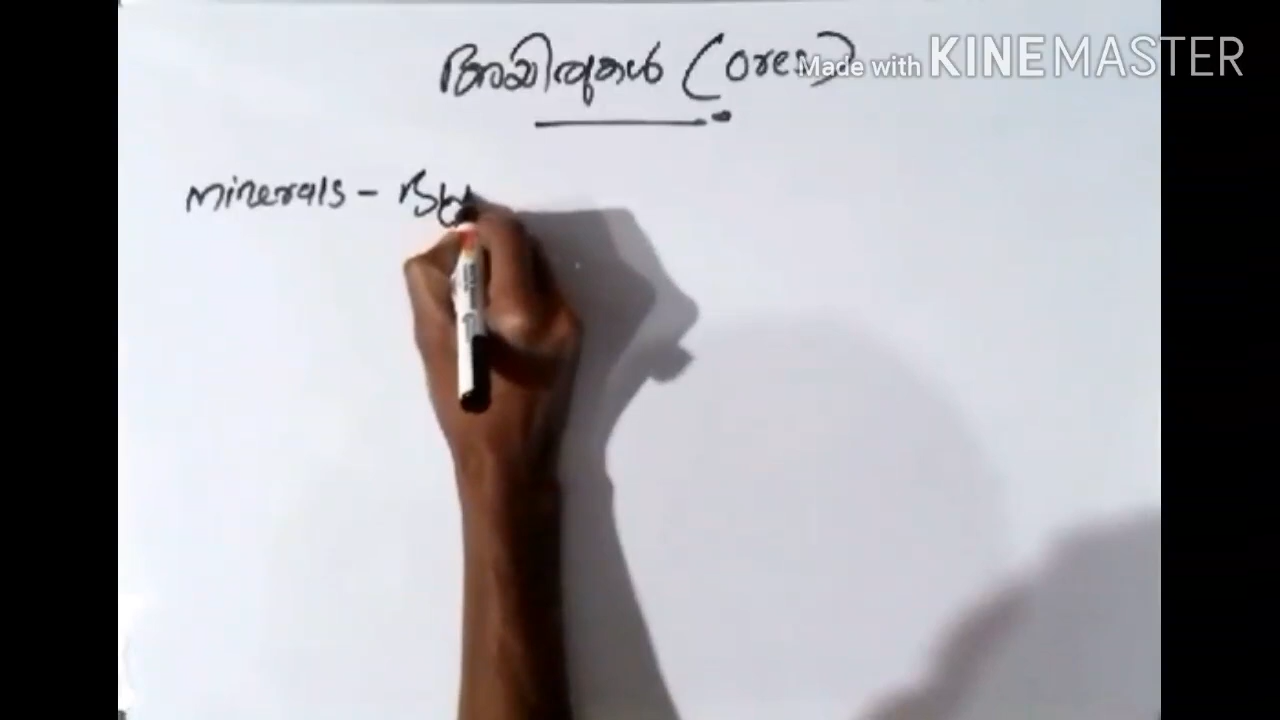 അയിരുകൾ (ores)
Made with KINEMASTER
minerals -